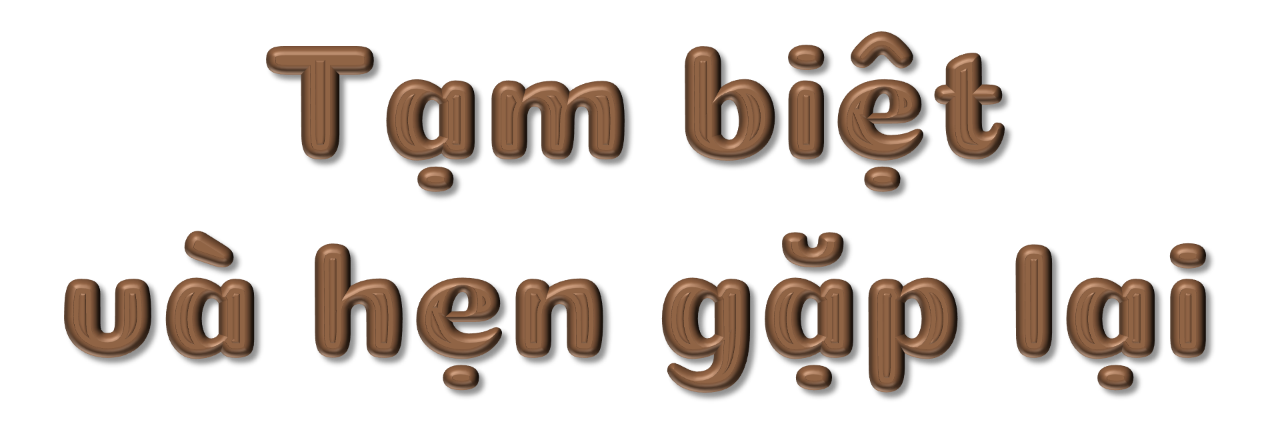 Tạm biệt
và hẹn gặp lại